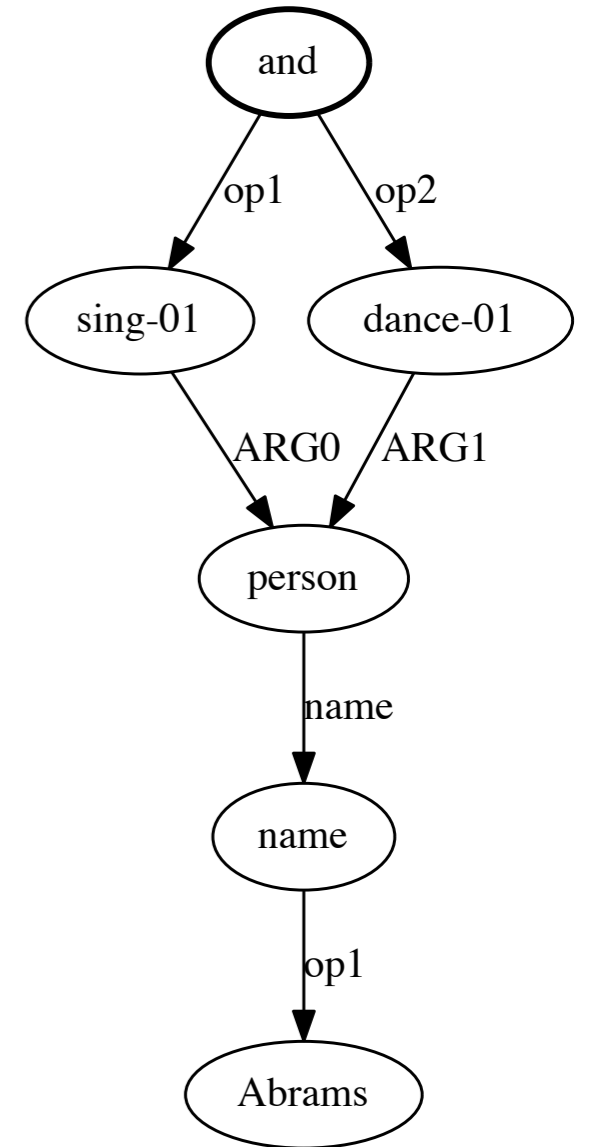 and
op1 op2
sing-01 dance-01
ARG0 ARG1
person
name
name
op1
Abrams